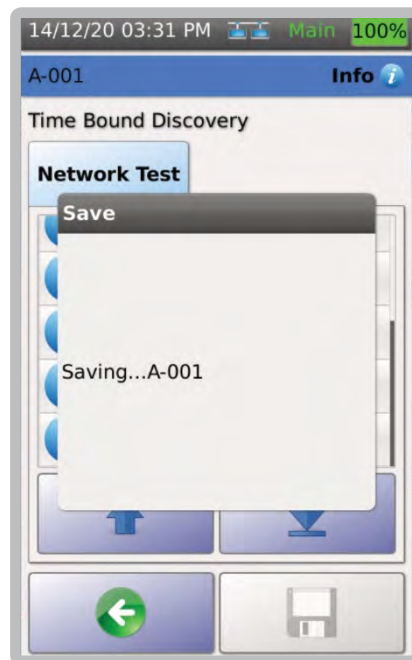 14/12/20 03:31 PM Main 100%
A-001 Info
Time Bound Discovery
Network Test
Save
Saving...A-001